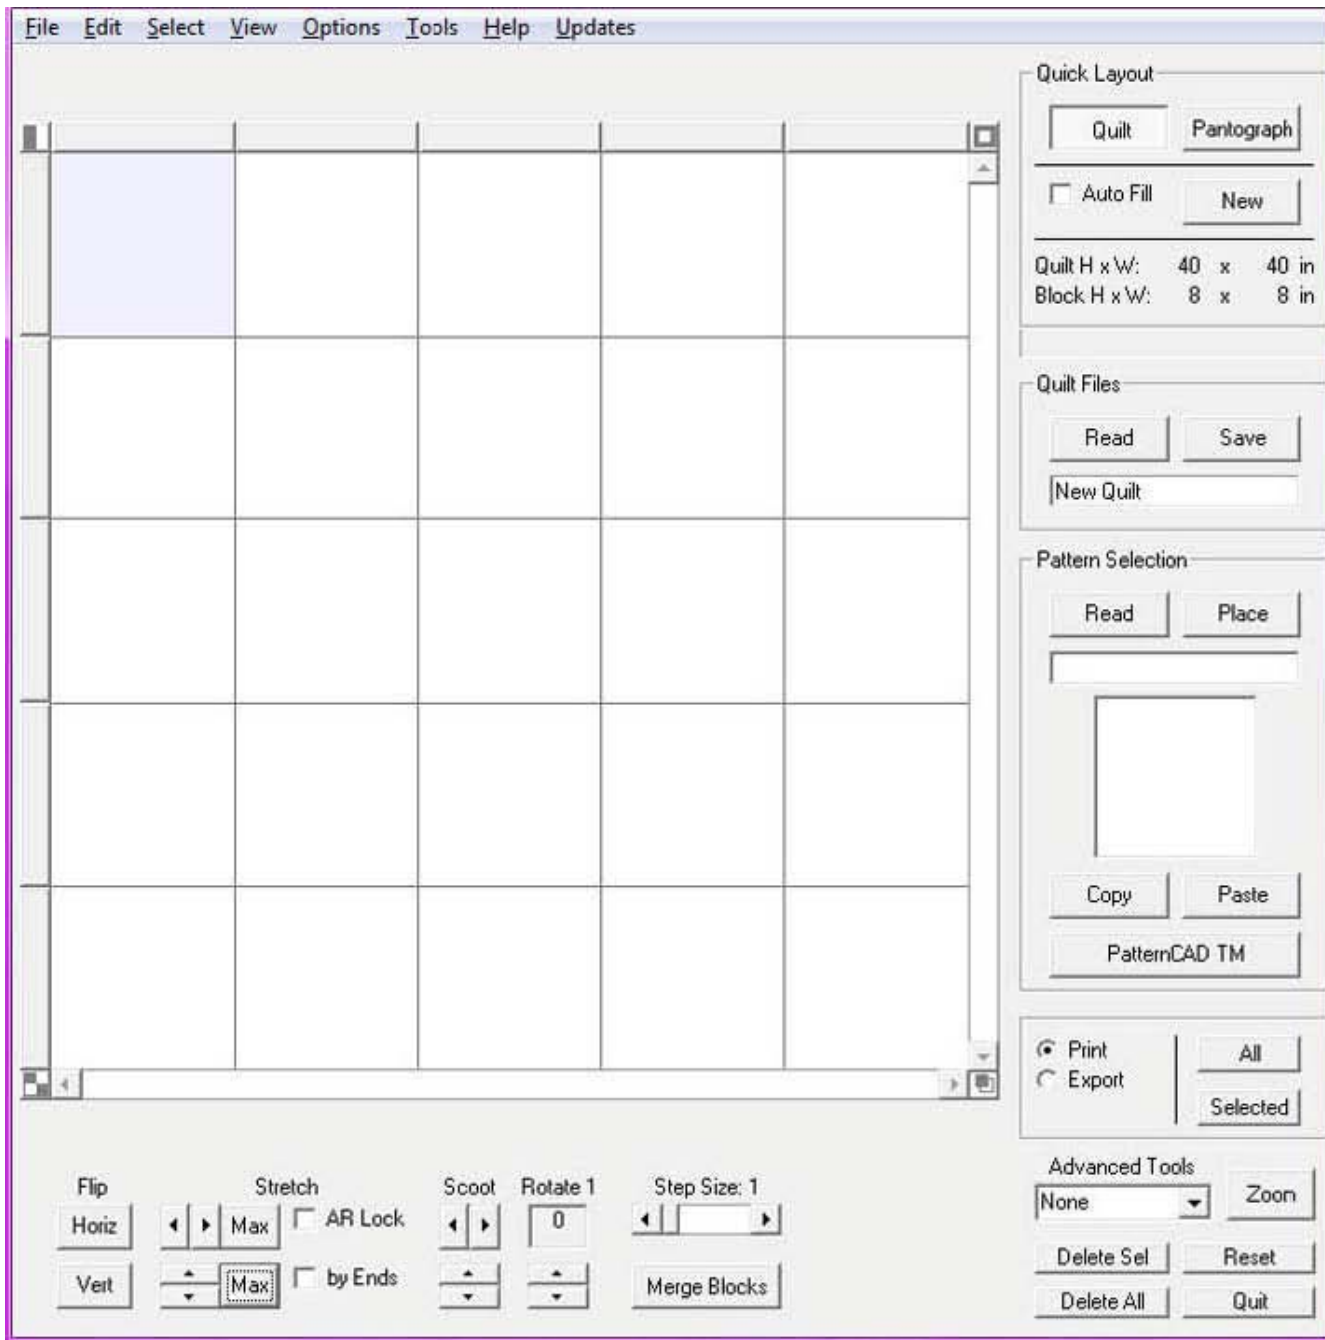 File Edit Select View Options Tools Help Updates
Quick Layout
Quilt Pantograph
Auto Fill New
Quilt H x W: 40 x 40 in
Block H x W: 8 x 8 in
Quilt Files
Read Save
New Quilt
Pattern Selection
Read Place
Copy Paste
PatternCAD TM
Print All
Export
Selected
Flip Stretch Scoot Rotate 1 Step Size: 1
Horiz Max AR Lock 0
Vert Max by Ends Merge Blocks
Advanced Tools
None Zoom
Delete Sel Reset
Delete All Quit